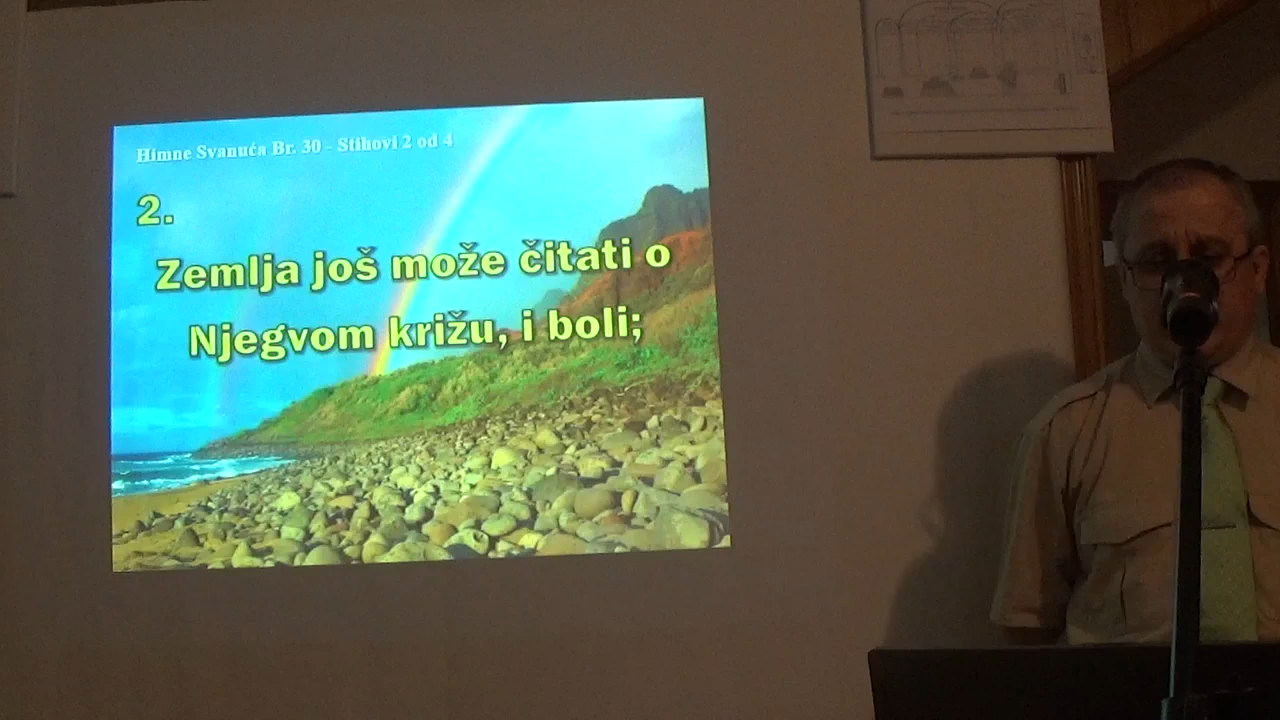 Himne Svanuća Br. 30 - Stihovi 2 od 4
2.
Zemlja još može čitati o
Njegvom križu, i boli;